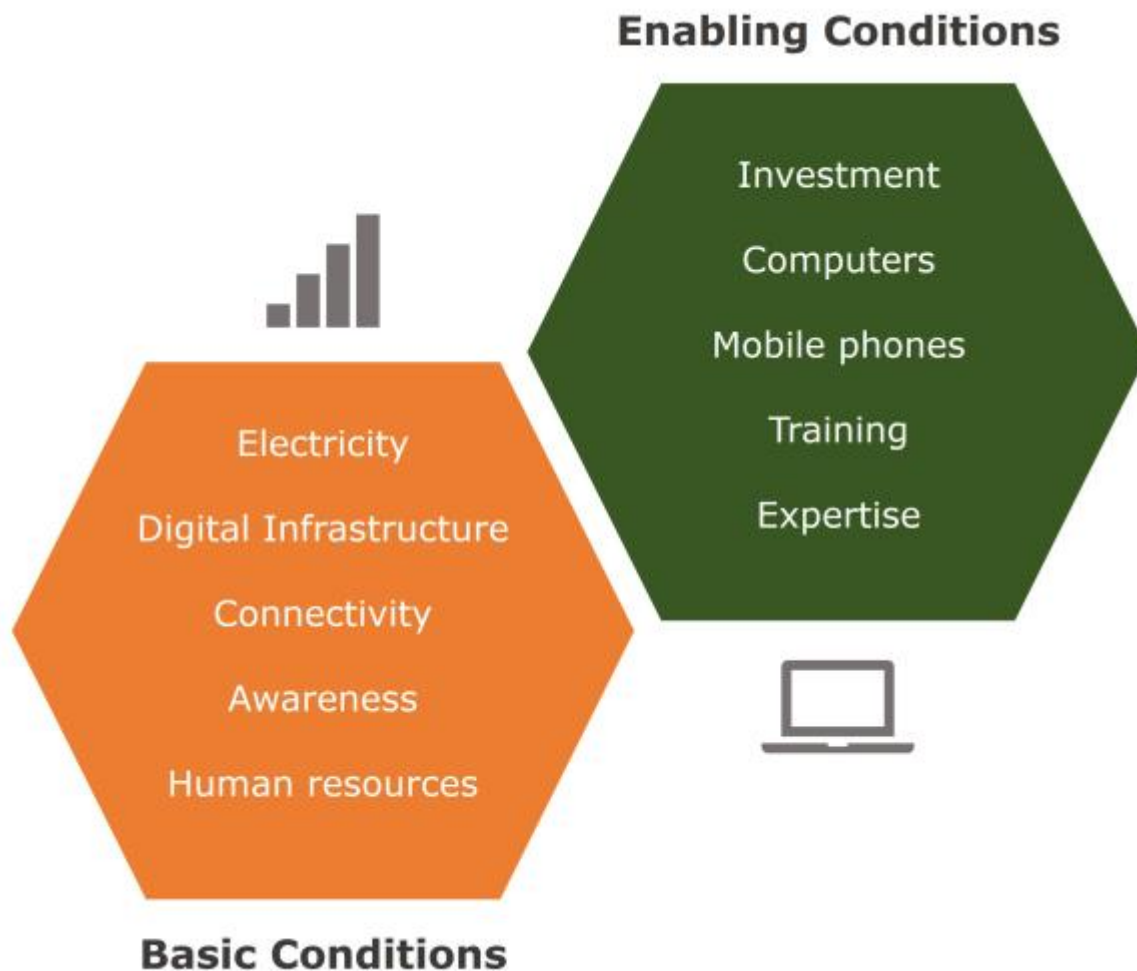 Enabling Conditions
Investment
Computers
Mobile phones
Training
Expertise
Electricity
Digital Infrastructure
Connectivity
Awareness
Human resources
Basic Conditions